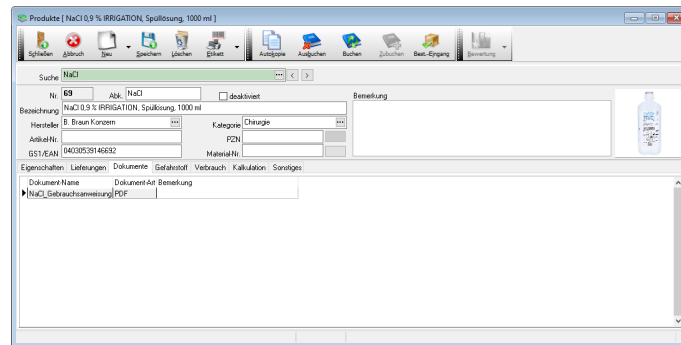 Produkte [ NaCl 0,9 % IRRIGATION, Spüllösung, 1000 ml ]
Schließen Abbruch Neu Speichern Löschen Etikett Autokopie Ausbuchen Buchen Zubuchen Best.-Eingang Bewertung
Suche NaCl
Nr. 69 Abk. NaCl deaktiviert Bemerkung
Bezeichnung NaCl 0,9 % IRRIGATION, Spüllösung, 1000 ml
Hersteller B. Braun Konzern Kategorie Chirurgie
Artikel-Nr. PZN
GS1/EAN 04030539146692 Material-Nr.
Eigenschaften Lieferungen Dokumente Gefahrstoff Verbrauch Kalkulation Sonstiges
Dokument-Name Dokument-Art Bemerkung
NaCl_Gebrauchsanweisung PDF